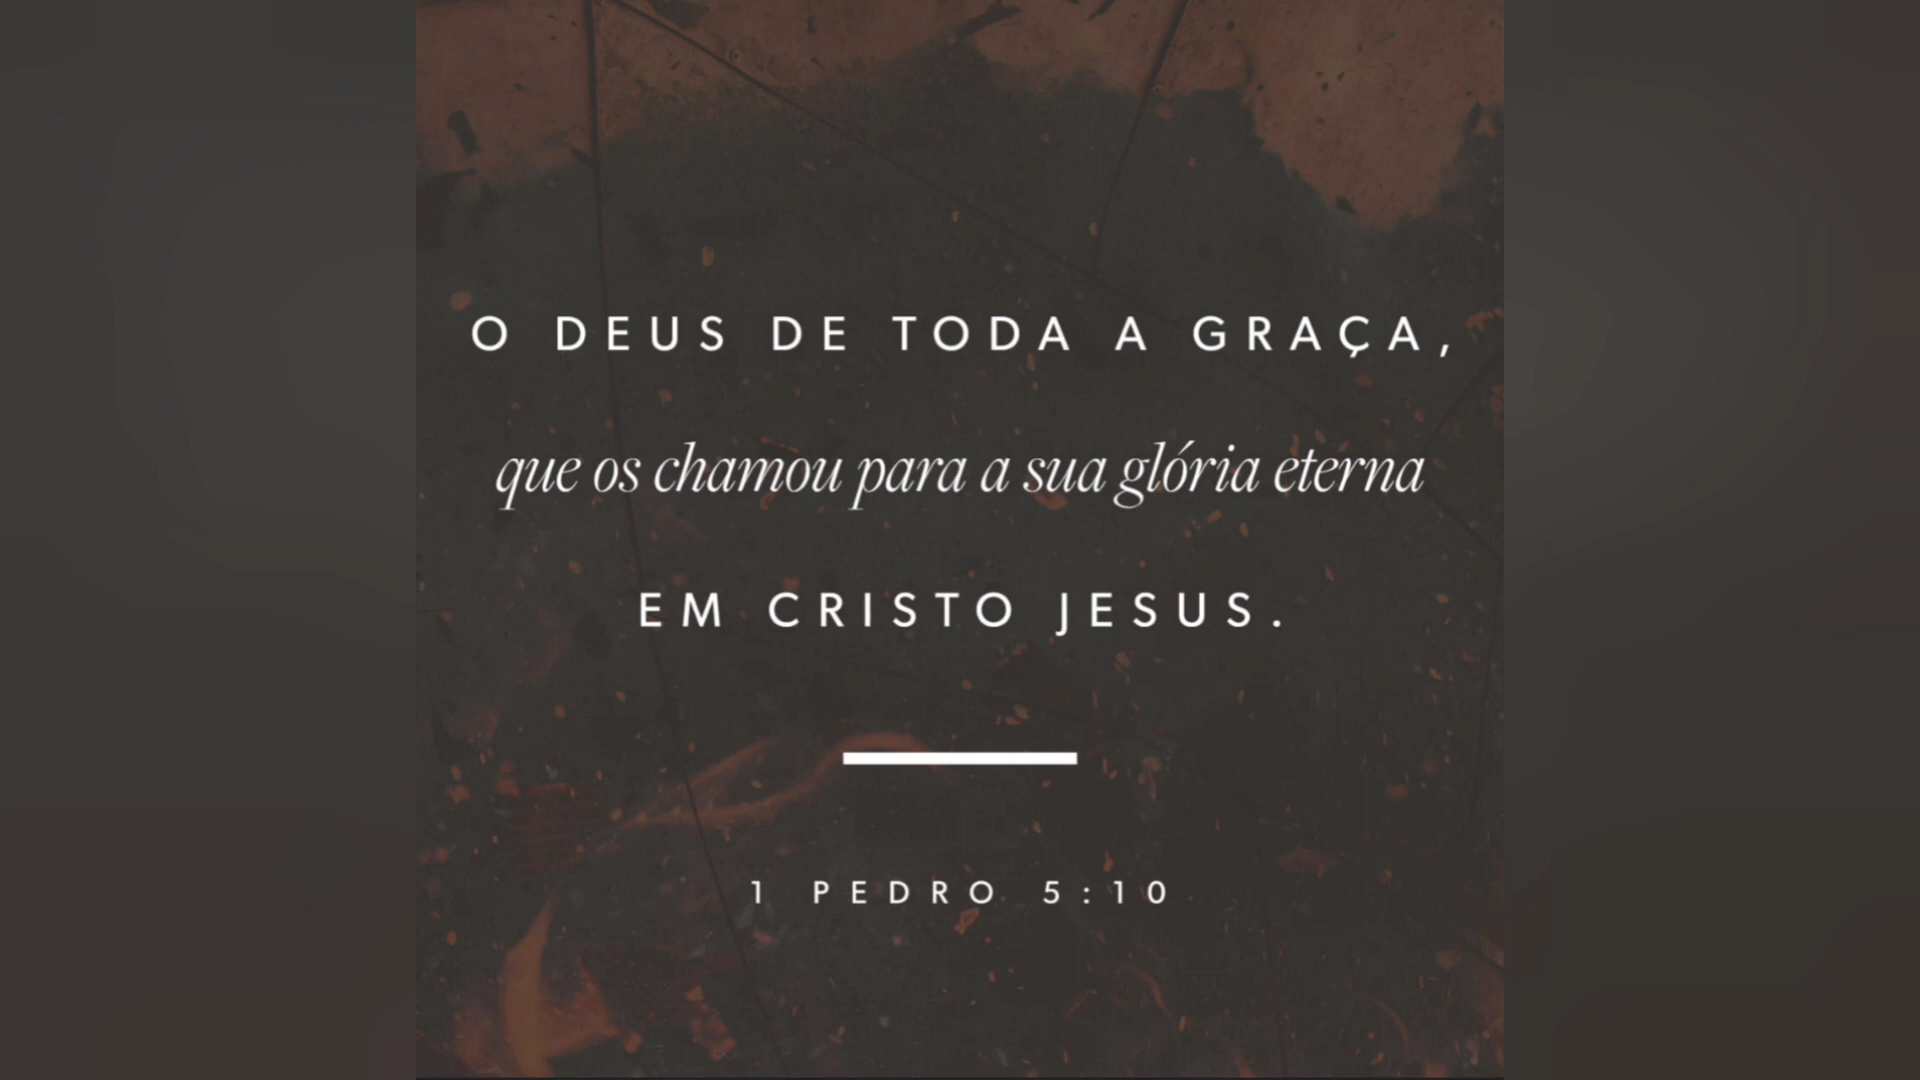 O DEUS DE TODA A GRAÇA,
que os chamou para a sua glória eterna
EM CRISTO JESUS.
1 PEDRO 5:10